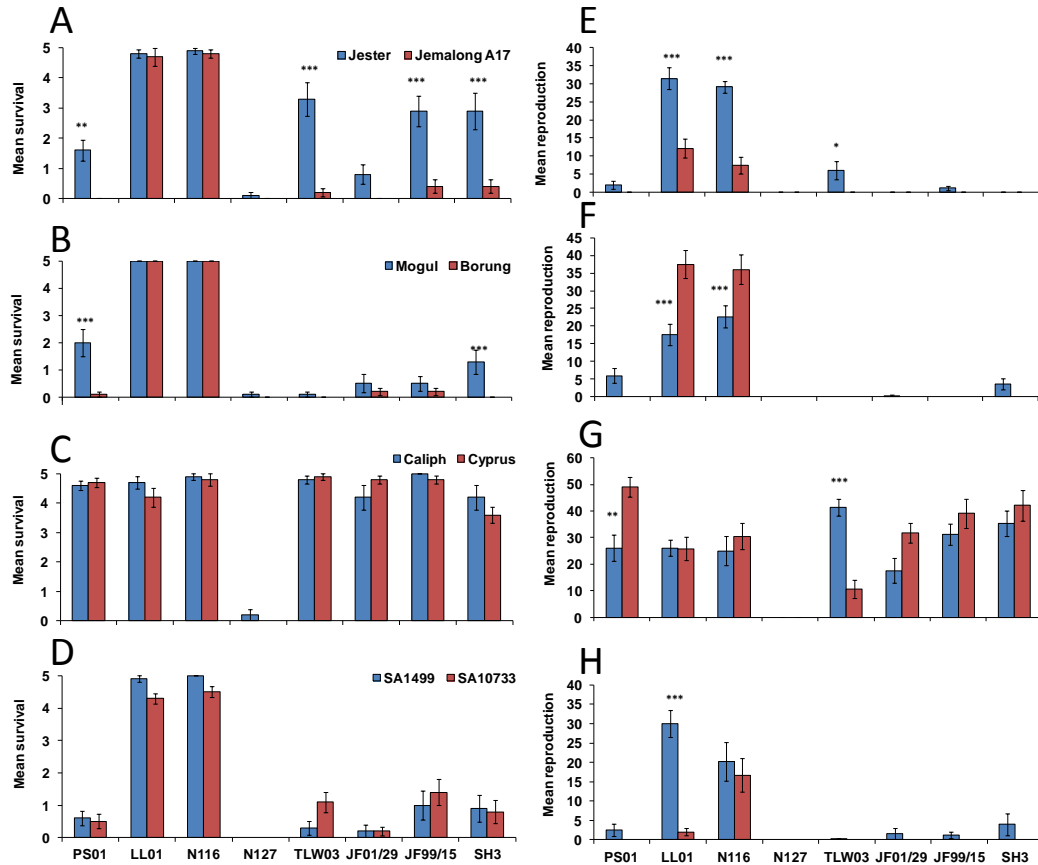 A
5
4
3
2
1
0
Mean survival
Jester Jemalong A17
** *** *** ***
E
40
35
30
25
20
15
10
5
0
Mean reproduction
*** *** *
B
5
4
3
2
1
0
Mean survival
Mogul Borung
*** ***
F
45
40
35
30
25
20
15
10
5
0
Mean reproduction
*** ***
C
5
4
3
2
1
0
Mean survival
Caliph Cyprus
G
60
50
40
30
20
10
0
Mean reproduction
** ***
D
5
4
3
2
1
0
Mean survival
SA1499 SA10733
PS01 LL01 N116 N127 TLW03 JF01/29 JF99/15 SH3
H
40
35
30
25
20
15
10
5
0
Mean reproduction
***
PS01 LL01 N116 N127 TLW03 JF01/29 JF99/15 SH3